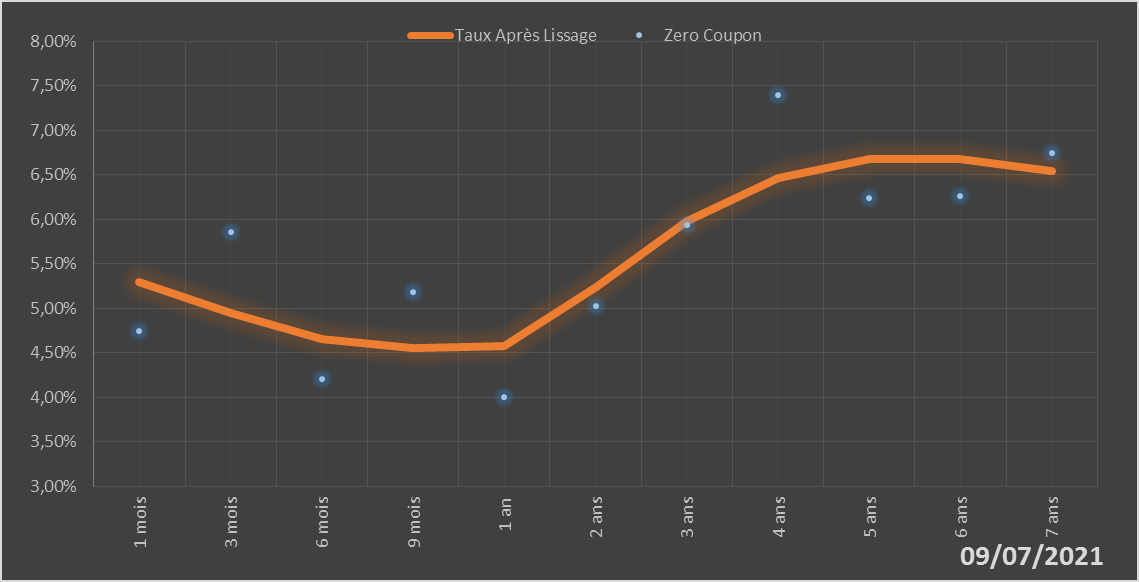 Taux Après Lissage
Zero Coupon
8,00%
7,50%
7,00%
6,50%
6,00%
5,50%
5,00%
4,50%
4,00%
3,50%
3,00%
1 mois
3 mois
6 mois
9 mois
1 an
2 ans
3 ans
4 ans
5 ans
6 ans
7 ans
09/07/2021